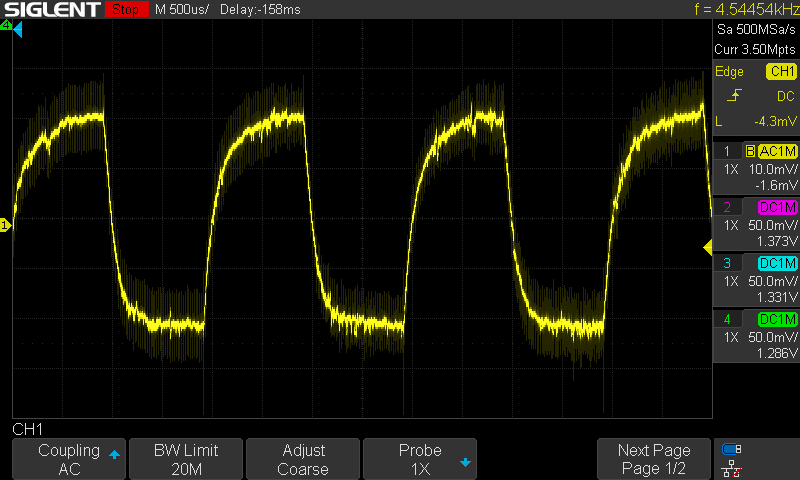 SIGLENT Stop M 500us/ Delay:-158ms f = 4.54454kHz
Sa 500MSa/s
Curr 3.50Mpts
Edge CH1
DC
L -4.3mV
1 B AC1M
1X 10.0mV/
-1.6mV
2 DC1M
1X 50.0mV/
1.373V
3 DC1M
1X 50.0mV/
1.331V
4 DC1M
1X 50.0mV/
1.286V
4
1
CH1
Coupling
AC
BW Limit
20M
Adjust
Coarse
Probe
1X
Next Page
Page 1/2